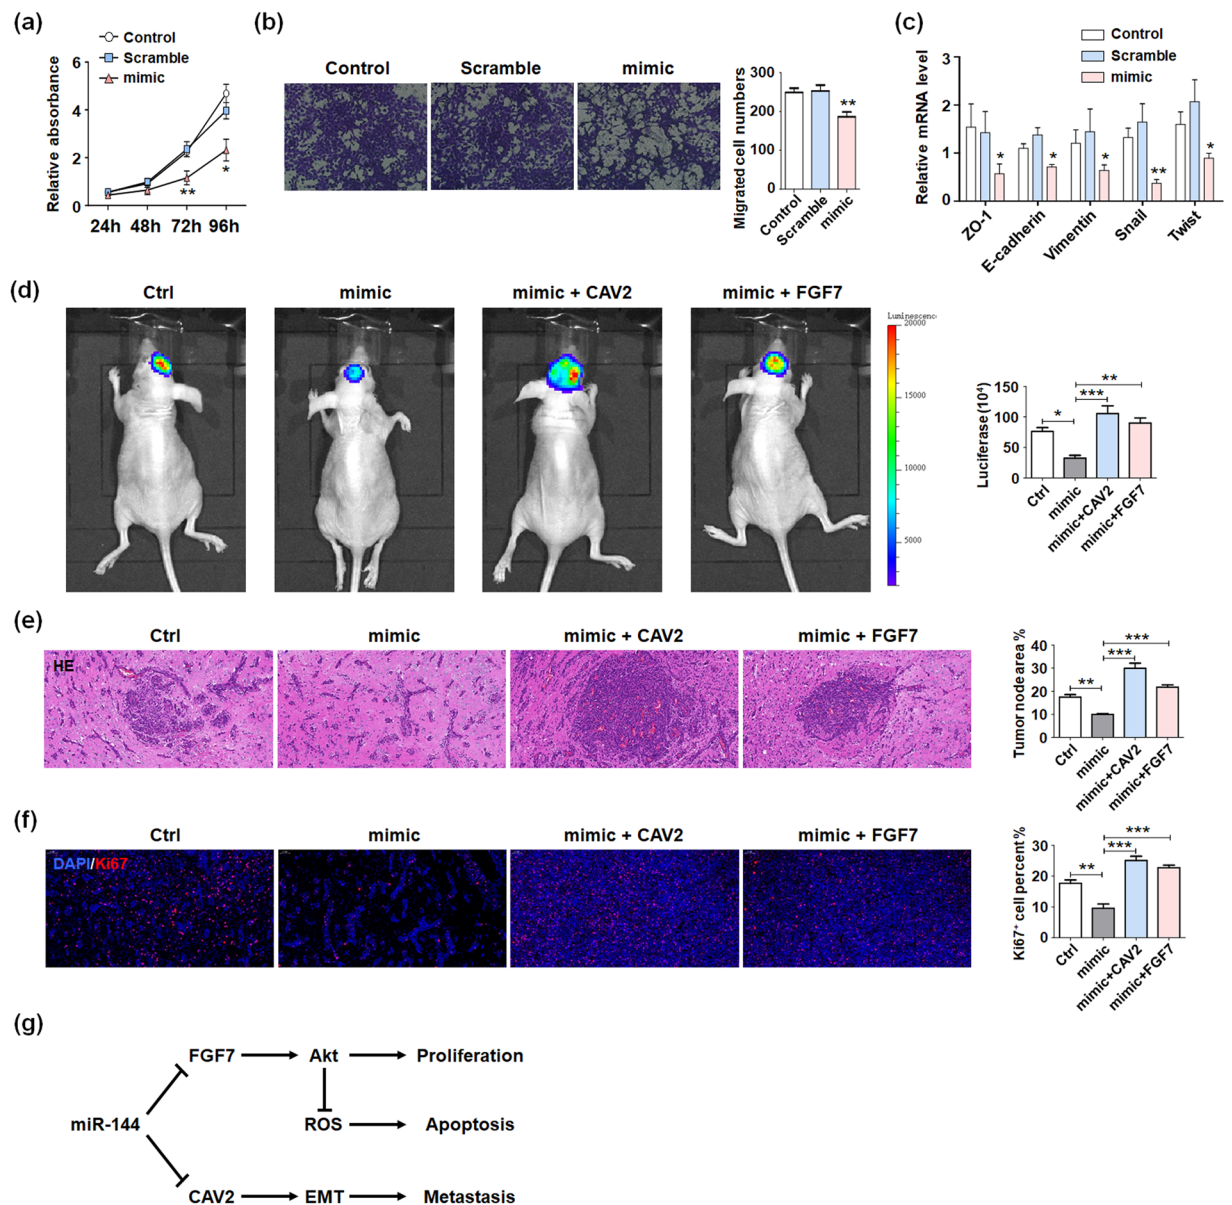 (a)
Control
Scramble
mimic
Relative absorbance
6
4
2
0
**
*
24h 48h 72h 96h
(b)
Control Scramble mimic
Migrated cell numbers
300
200
100
0
**
Control
Scramble
mimic
(c)
Control
Scramble
mimic
Relative mRNA level
3
2
1
0
* * * ** *
ZO-1
E-cadherin
Vimentin
Snail
Twist
(d)
Ctrl mimic mimic + CAV2 mimic + FGF7
Luminescence
20000
15000
10000
5000
Luciferase (10⁴)
150
100
50
0
* *** **
Ctrl
mimic
mimic+CAV2
mimic+FGF7
(e)
Ctrl mimic mimic + CAV2 mimic + FGF7
HE
Tumor node area %
40
30
20
10
0
** *** ***
Ctrl
mimic
mimic+CAV2
mimic+FGF7
(f)
Ctrl mimic mimic + CAV2 mimic + FGF7
DAPI/Ki67
Ki67⁺ cell percent %
30
20
10
0
** *** ***
Ctrl
mimic
mimic+CAV2
mimic+FGF7
(g)
FGF7 Akt Proliferation
miR-144 ROS Apoptosis
CAV2 EMT Metastasis